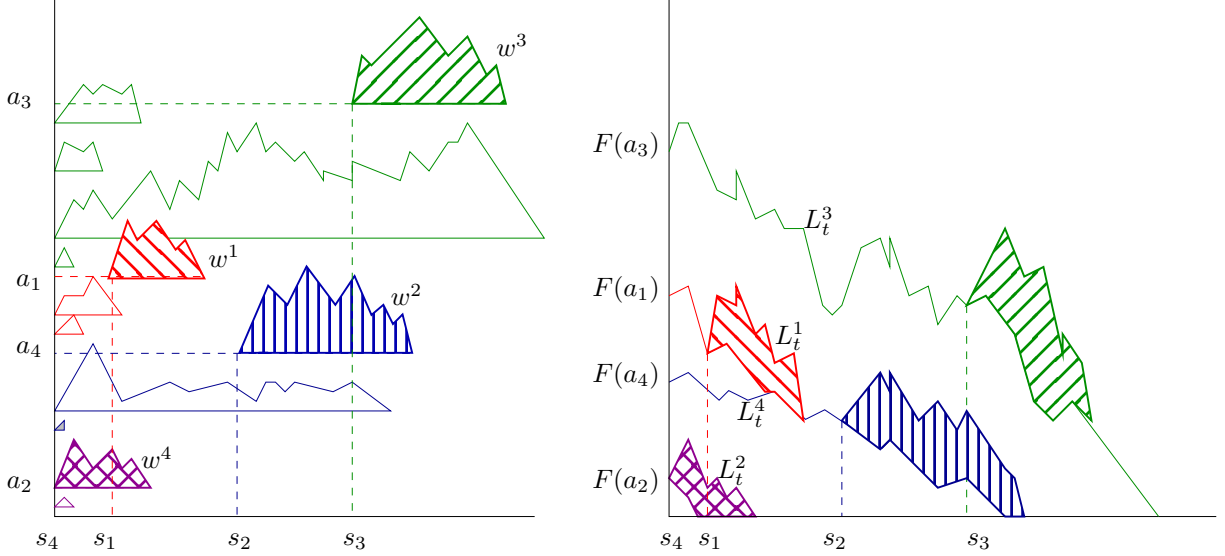 w^3
a_3
w^1
a_1
w^2
a_4
w^4
a_2
s_4 s_1 s_2 s_3
F(a_3)
L_t^3
F(a_1)
L_t^1
F(a_4)
L_t^4
F(a_2)
L_t^2
s_4 s_1 s_2 s_3